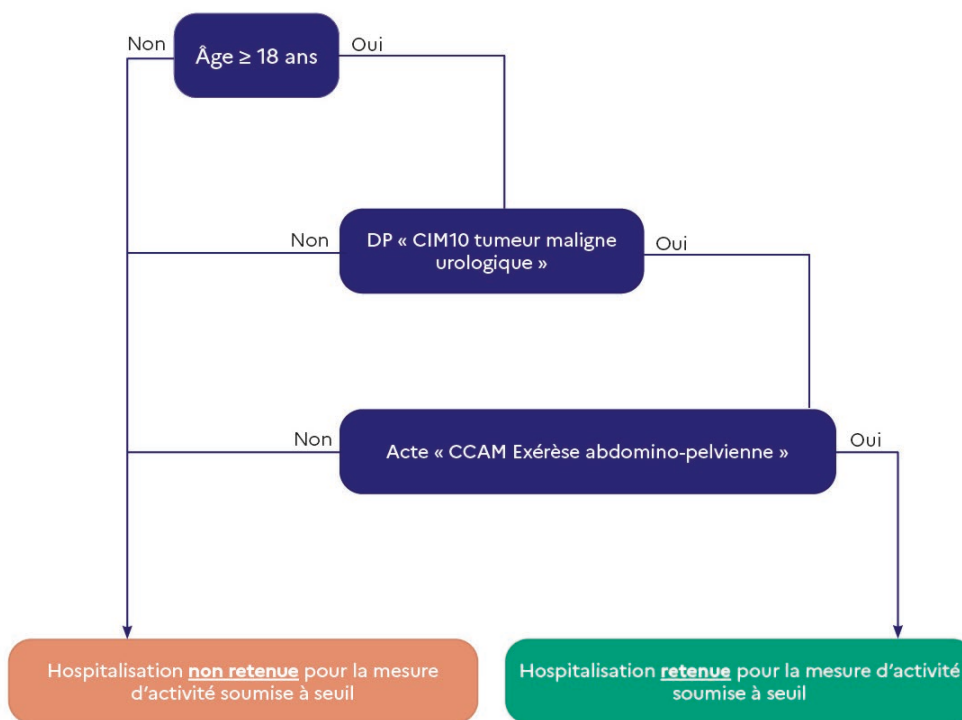 Non
Âge ≥ 18 ans
Oui
Non
DP « CIM10 tumeur maligne
urologique »
Oui
Non
Acte « CCAM Exérèse abdomino-pelvienne »
Oui
Hospitalisation non retenue pour la mesure
d’activité soumise à seuil
Hospitalisation retenue pour la mesure d’activité
soumise à seuil